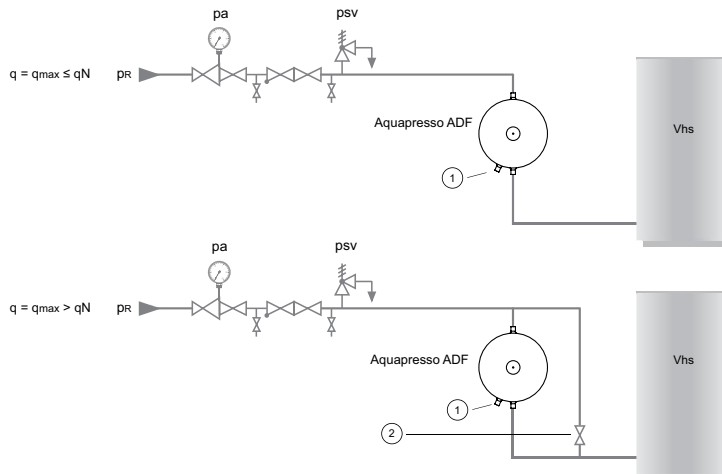 pa
psv
q = qmax ≤ qN
pR
Aquapresso ADF
Vhs
1
pa
psv
q = qmax > qN
pR
Aquapresso ADF
Vhs
1
2